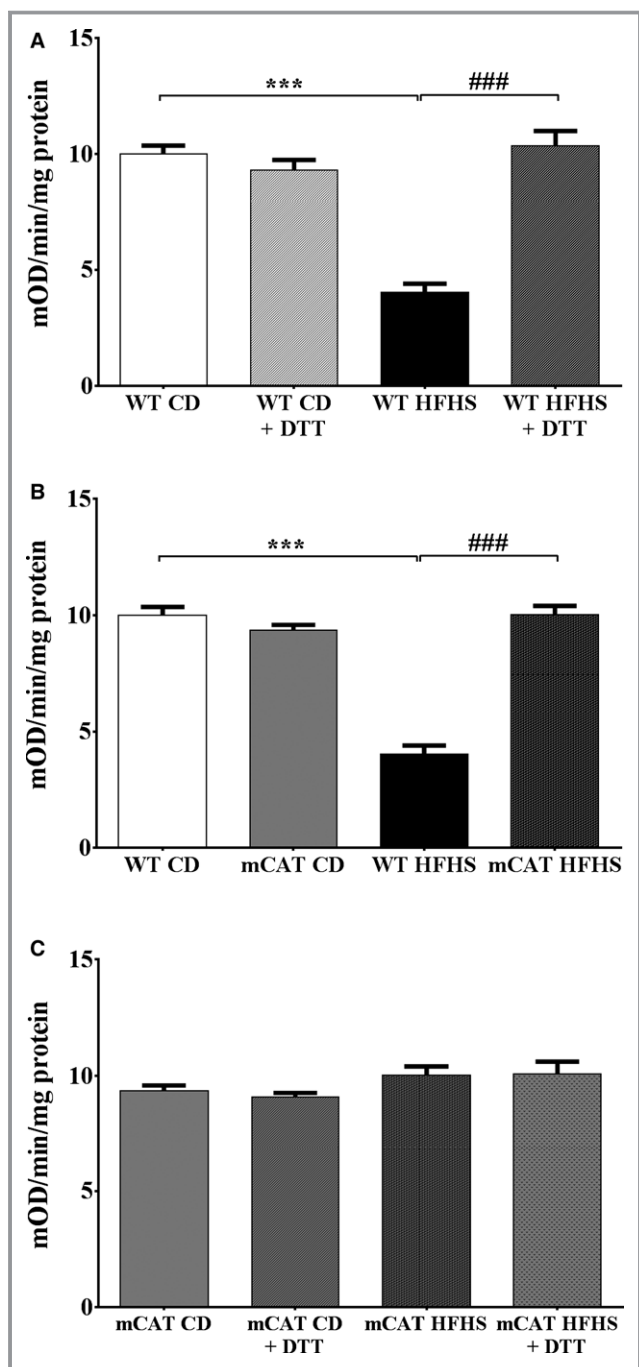 A
mOD/min/mg protein
15
10
5
0
***
###
WT CD
WT CD
+ DTT
WT HFHS
WT HFHS
+ DTT
B
mOD/min/mg protein
15
10
5
0
***
###
WT CD
mCAT CD
WT HFHS
mCAT HFHS
C
mOD/min/mg protein
15
10
5
0
mCAT CD
mCAT CD
+ DTT
mCAT HFHS
mCAT HFHS
+ DTT